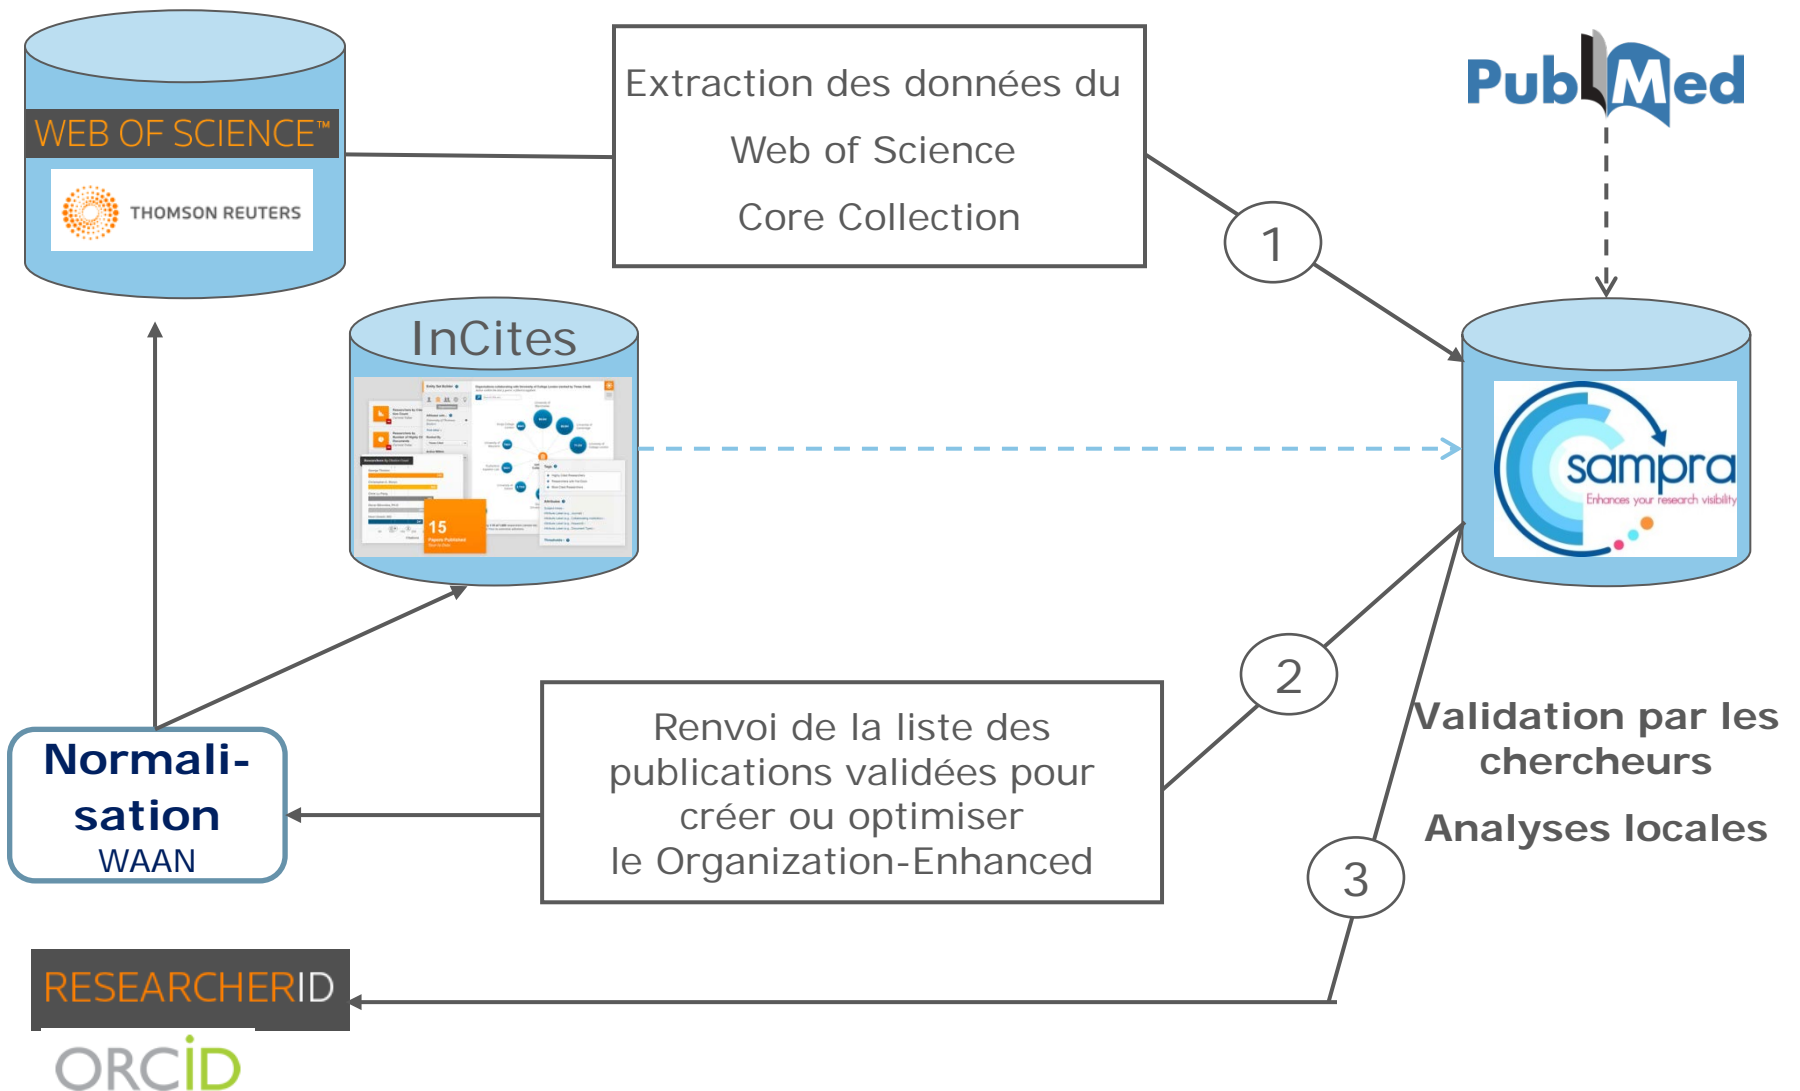 WEB OF SCIENCE™
THOMSON REUTERS
Extraction des données du
Web of Science
Core Collection
PubMed
1
InCites
15
Papers Published
sampra
Enhances your research visibility
2
Validation par les
chercheurs
Analyses locales
Renvoi de la liste des
publications validées pour
créer ou optimiser
le Organization-Enhanced
Normali-
sation
WAAN
3
RESEARCHERID
ORCID